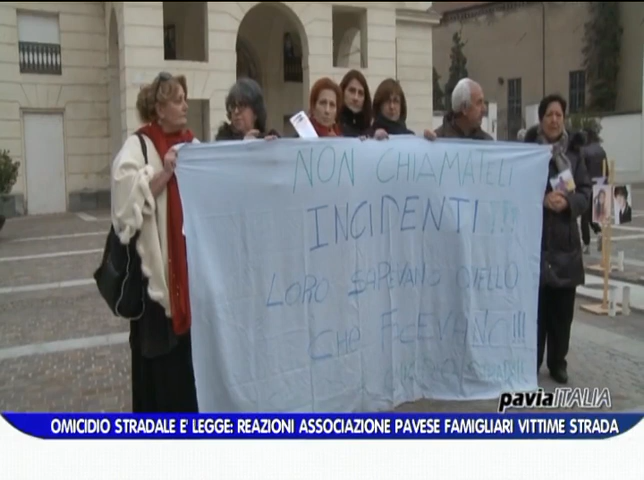 NON CHIAMATELI
INCIDENTI!!!
LORO SAPEVANO QUELLO
CHE FACEVANO!!!
paviaITALIA
OMICIDIO STRADALE E' LEGGE: REAZIONI ASSOCIAZIONE PAVESE FAMIGLIARI VITTIME STRADA